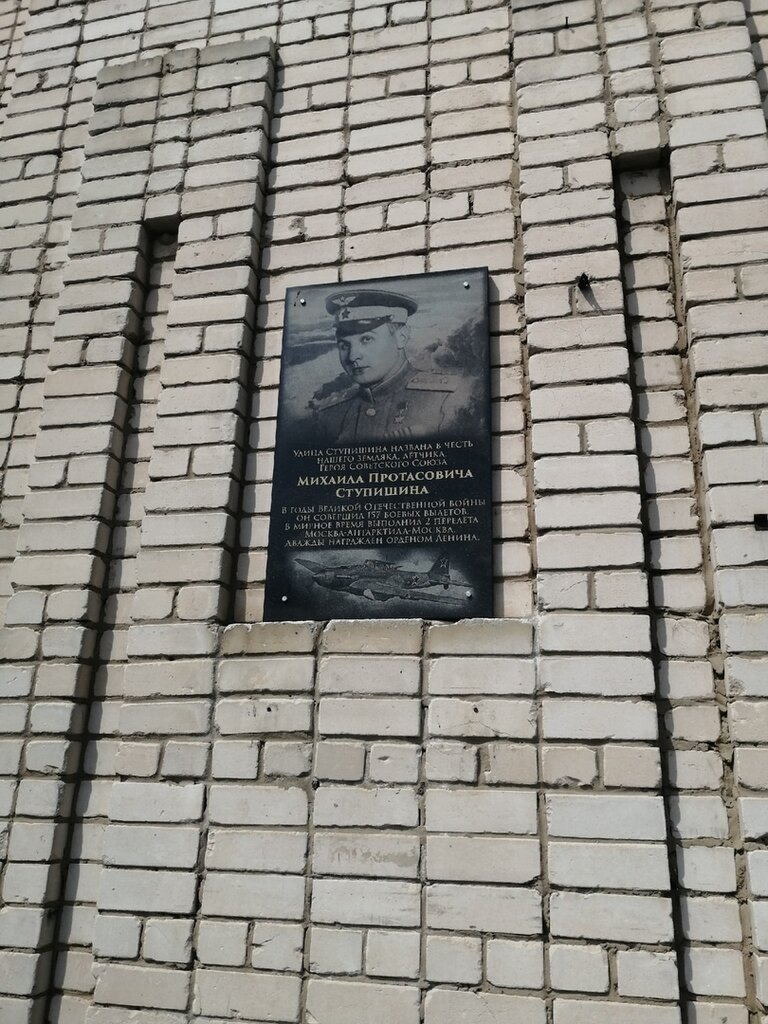 Улица Ступишина названа в честь
нашего земляка, летчика,
Героя Советского Союза
Михаила Протасовича
Ступишина
В годы Великой Отечественной войны
он совершил 157 боевых вылетов.
В мирное время выполнил 2 перелета
Москва-Антарктида-Москва.
Дважды награжден орденом Ленина.